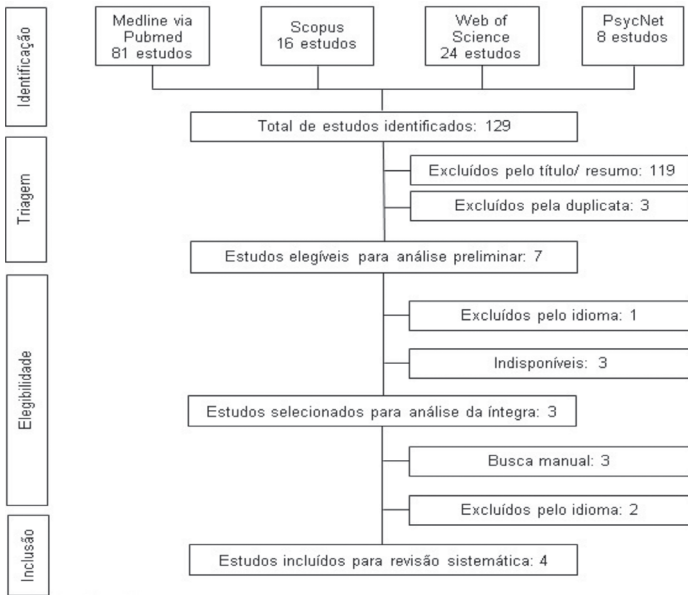 Identificação
Medline via
Pubmed
81 estudos
Scopus
16 estudos
Web of
Science
24 estudos
PsycNet
8 estudos
Total de estudos identificados: 129
Triagem
Excluídos pelo título/ resumo: 119
Excluídos pela duplicata: 3
Estudos elegíveis para análise preliminar: 7
Elegibilidade
Excluídos pelo idioma: 1
Indisponíveis: 3
Estudos selecionados para análise da íntegra: 3
Busca manual: 3
Excluídos pelo idioma: 2
Inclusão
Estudos incluídos para revisão sistemática: 4